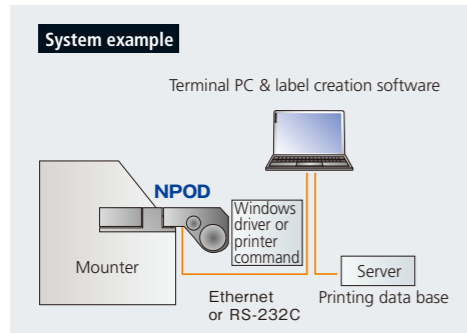 System example
Terminal PC & label creation software
NPOD
Windows
driver or
printer
command
Mounter
Server
Ethernet
or RS-232C
Printing data base